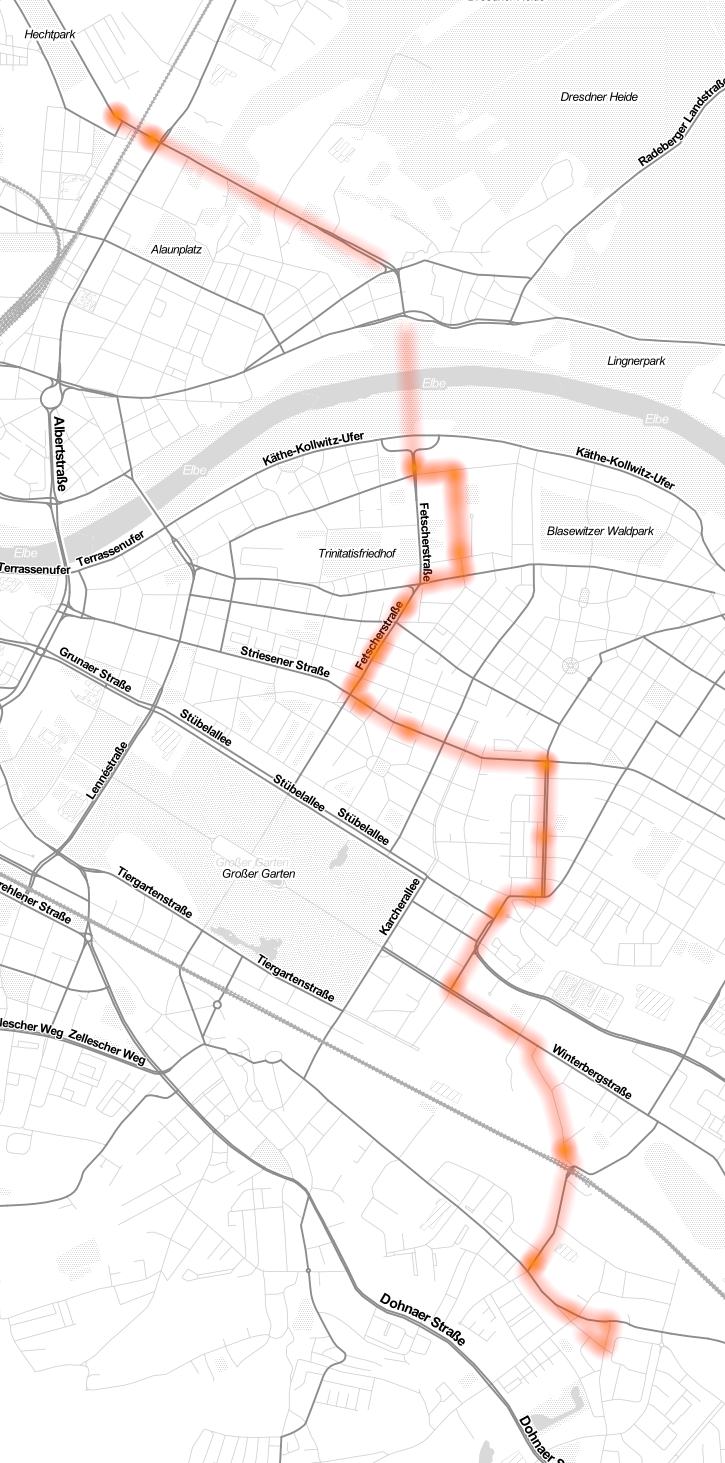 Dresdner Heide
Hechtpark
Dresdner Heide
Radeberger Landstraße
Alaunplatz
Lingnerpark
Elbe
Elbe
Albertstraße
Käthe-Kollwitz-Ufer
Käthe-Kollwitz-Ufer
Elbe
Fetscherstraße
Blasewitzer Waldpark
Elbe
Terrassenufer
Trinitatisfriedhof
Terrassenufer
Fetscherstraße
Grunaer Straße
Striesener Straße
Stübelallee
Lennéstraße
Stübelallee
Stübelallee
Großer Garten
Großer Garten
Tiergartenstraße
Karcherallee
rehlener Straße
Tiergartenstraße
llescher Weg
Zellescher Weg
Winterbergstraße
Dohnaer Straße
Dohnaer S